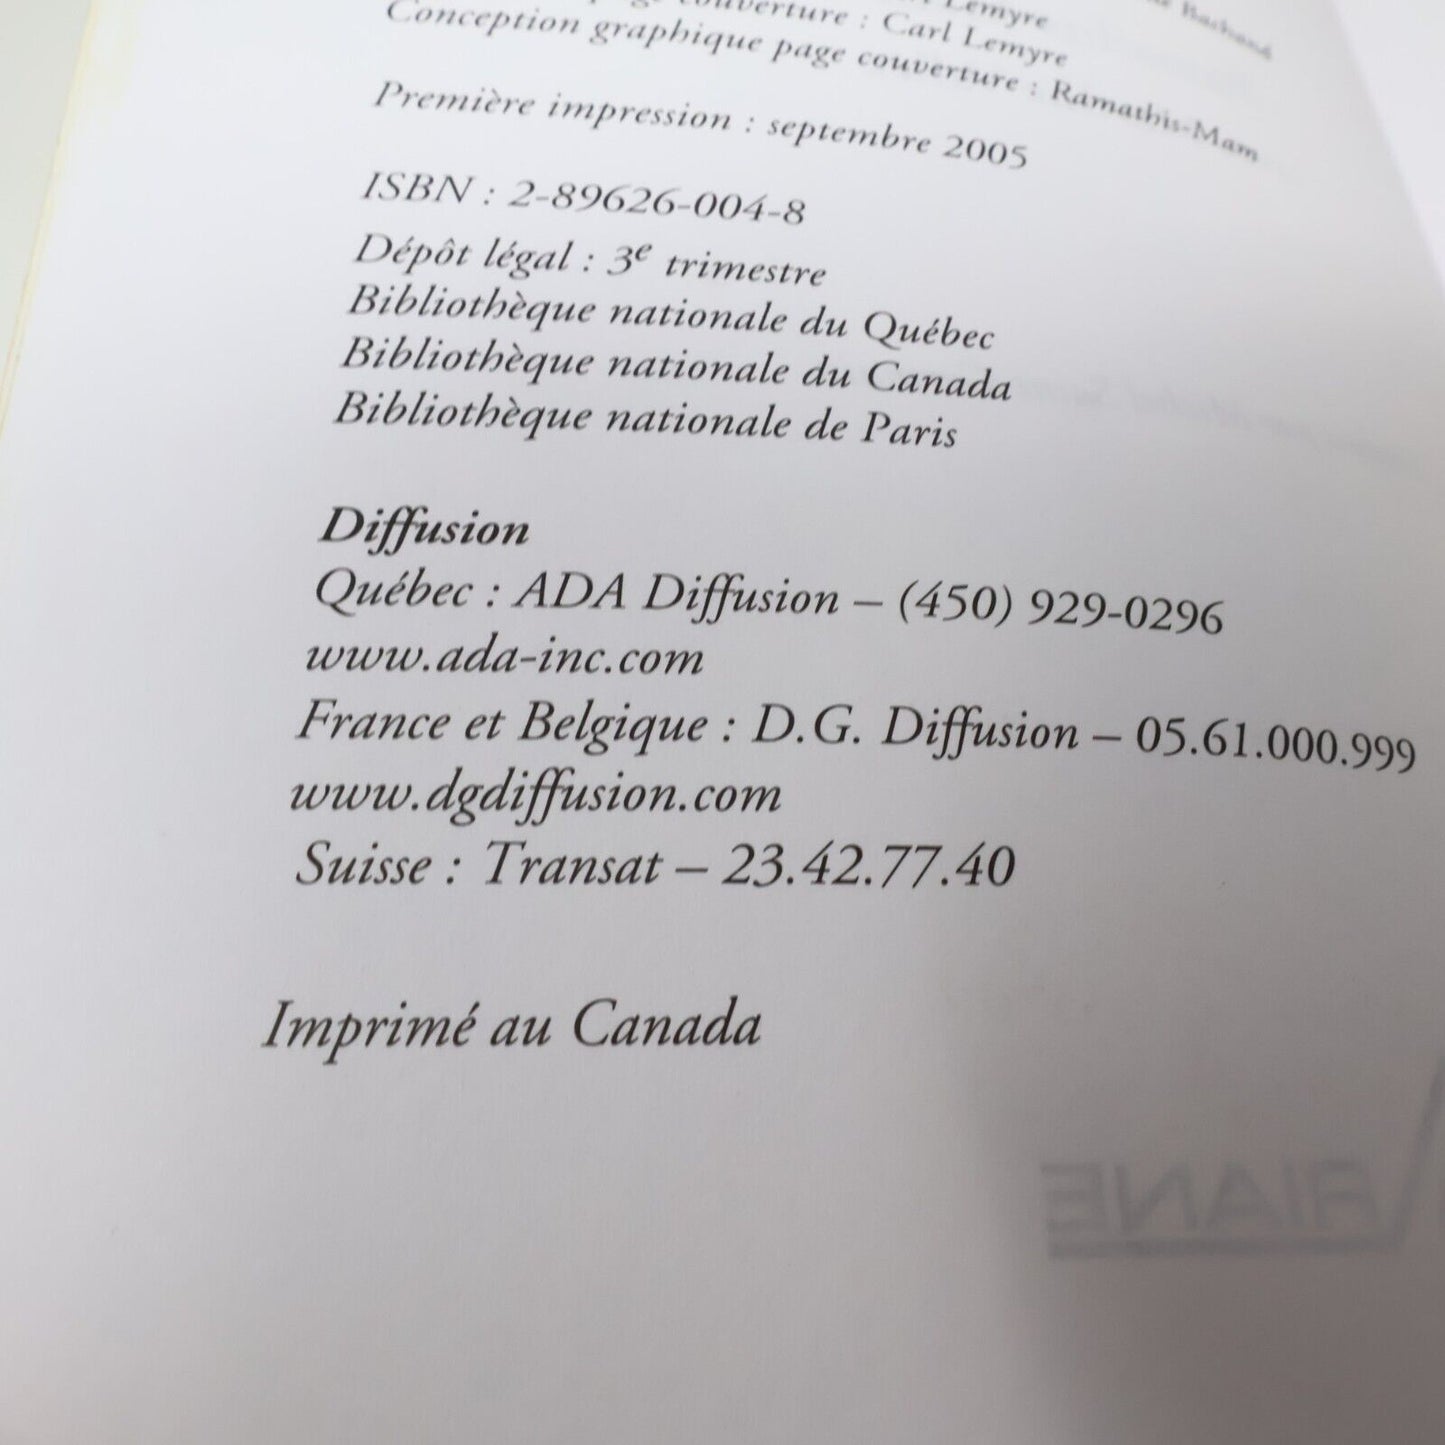 Lemyre
couverture : Carl Lemyre
Conception graphique page couverture : Ramathis-Mam
Première impression : septembre 2005
ISBN : 2-89626-004-8
Dépôt légal : 3e trimestre
Bibliothèque nationale du Québec
Bibliothèque nationale du Canada
Bibliothèque nationale de Paris
Diffusion
Québec : ADA Diffusion – (450) 929-0296
www.ada-inc.com
France et Belgique : D.G. Diffusion – 05.61.000.999
www.dgdiffusion.com
Suisse : Transat – 23.42.77.40
Imprimé au Canada